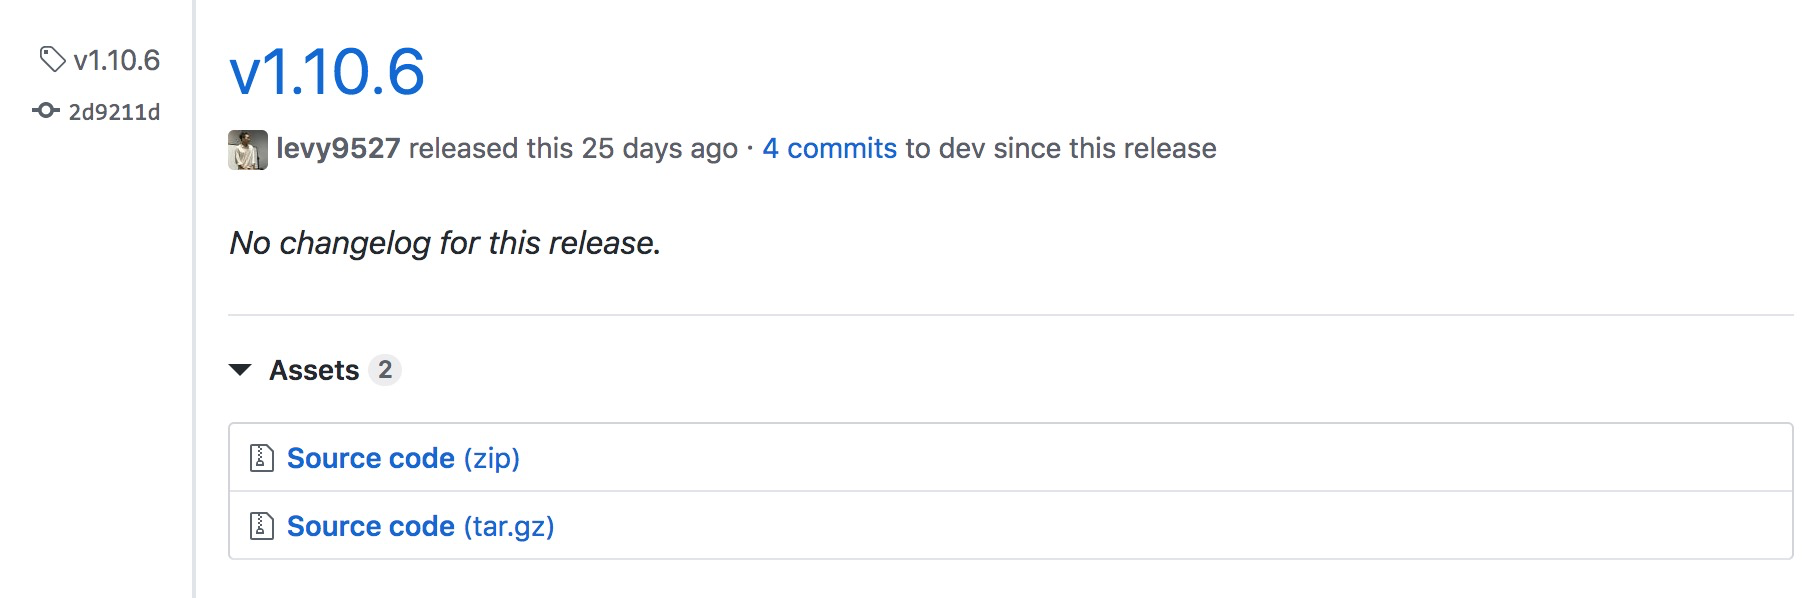 v1.10.6
2d9211d
v1.10.6
levy9527 released this 25 days ago · 4 commits to dev since this release
No changelog for this release.
Assets 2
Source code (zip)
Source code (tar.gz)